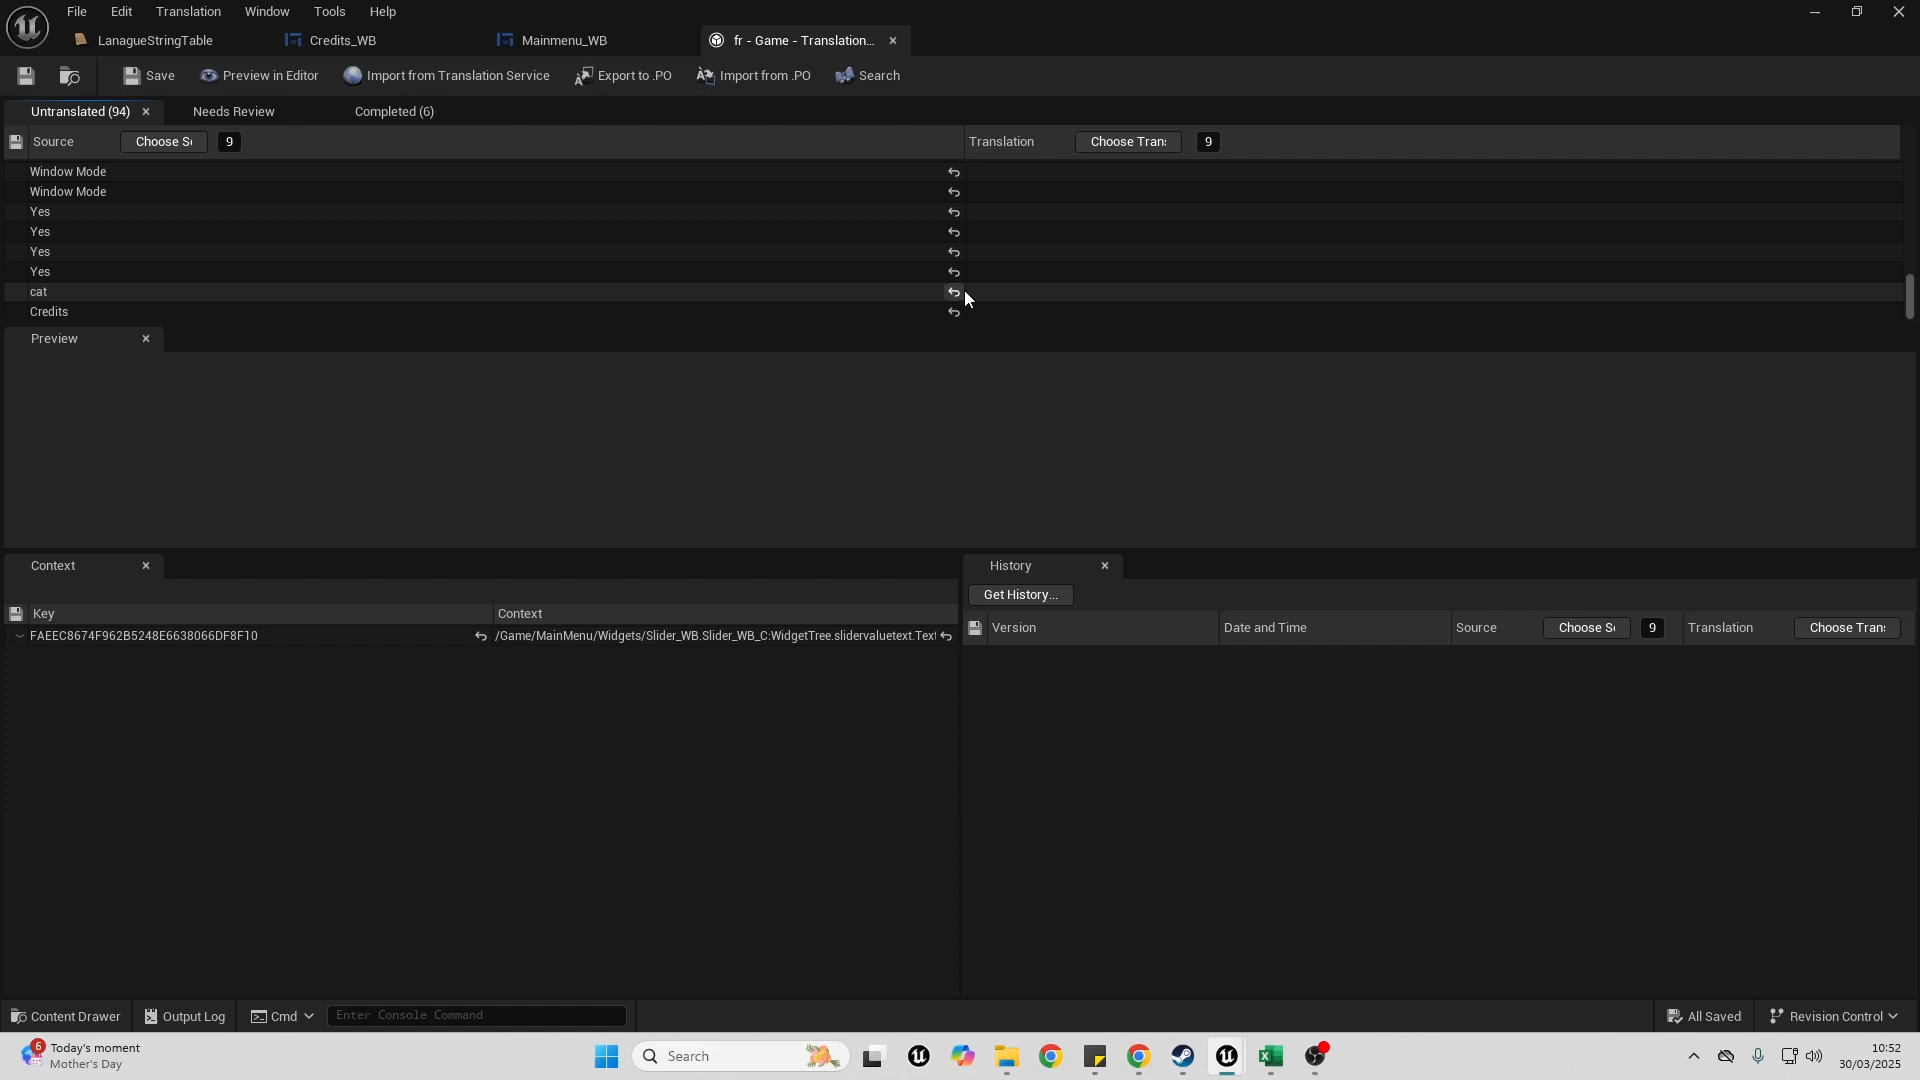 File Edit Translation Window Tools Help
LanagueStringTable Credits_WB Mainmenu_WB fr - Game - Translation...
Save Preview in Editor Import from Translation Service Export to .PO Import from .PO Search
Untranslated (94) Needs Review Completed (6)
Source Choose S 9 Translation Choose Tran 9
Window Mode
Window Mode
Yes
Yes
Yes
Yes
cat
Credits
Preview
Context History
Get History...
Key Context
Version Date and Time Source Choose S 9 Translation Choose Tran
FAEEC8674F962B5248E6638066DF8F10 /Game/MainMenu/Widgets/Slider_WB.Slider_WB_C:WidgetTree.slidervaluetext.Text
Content Drawer Output Log Cmd Enter Console Command All Saved Revision Control
6 Today's moment
Mother's Day
Search
10:52
30/03/2025